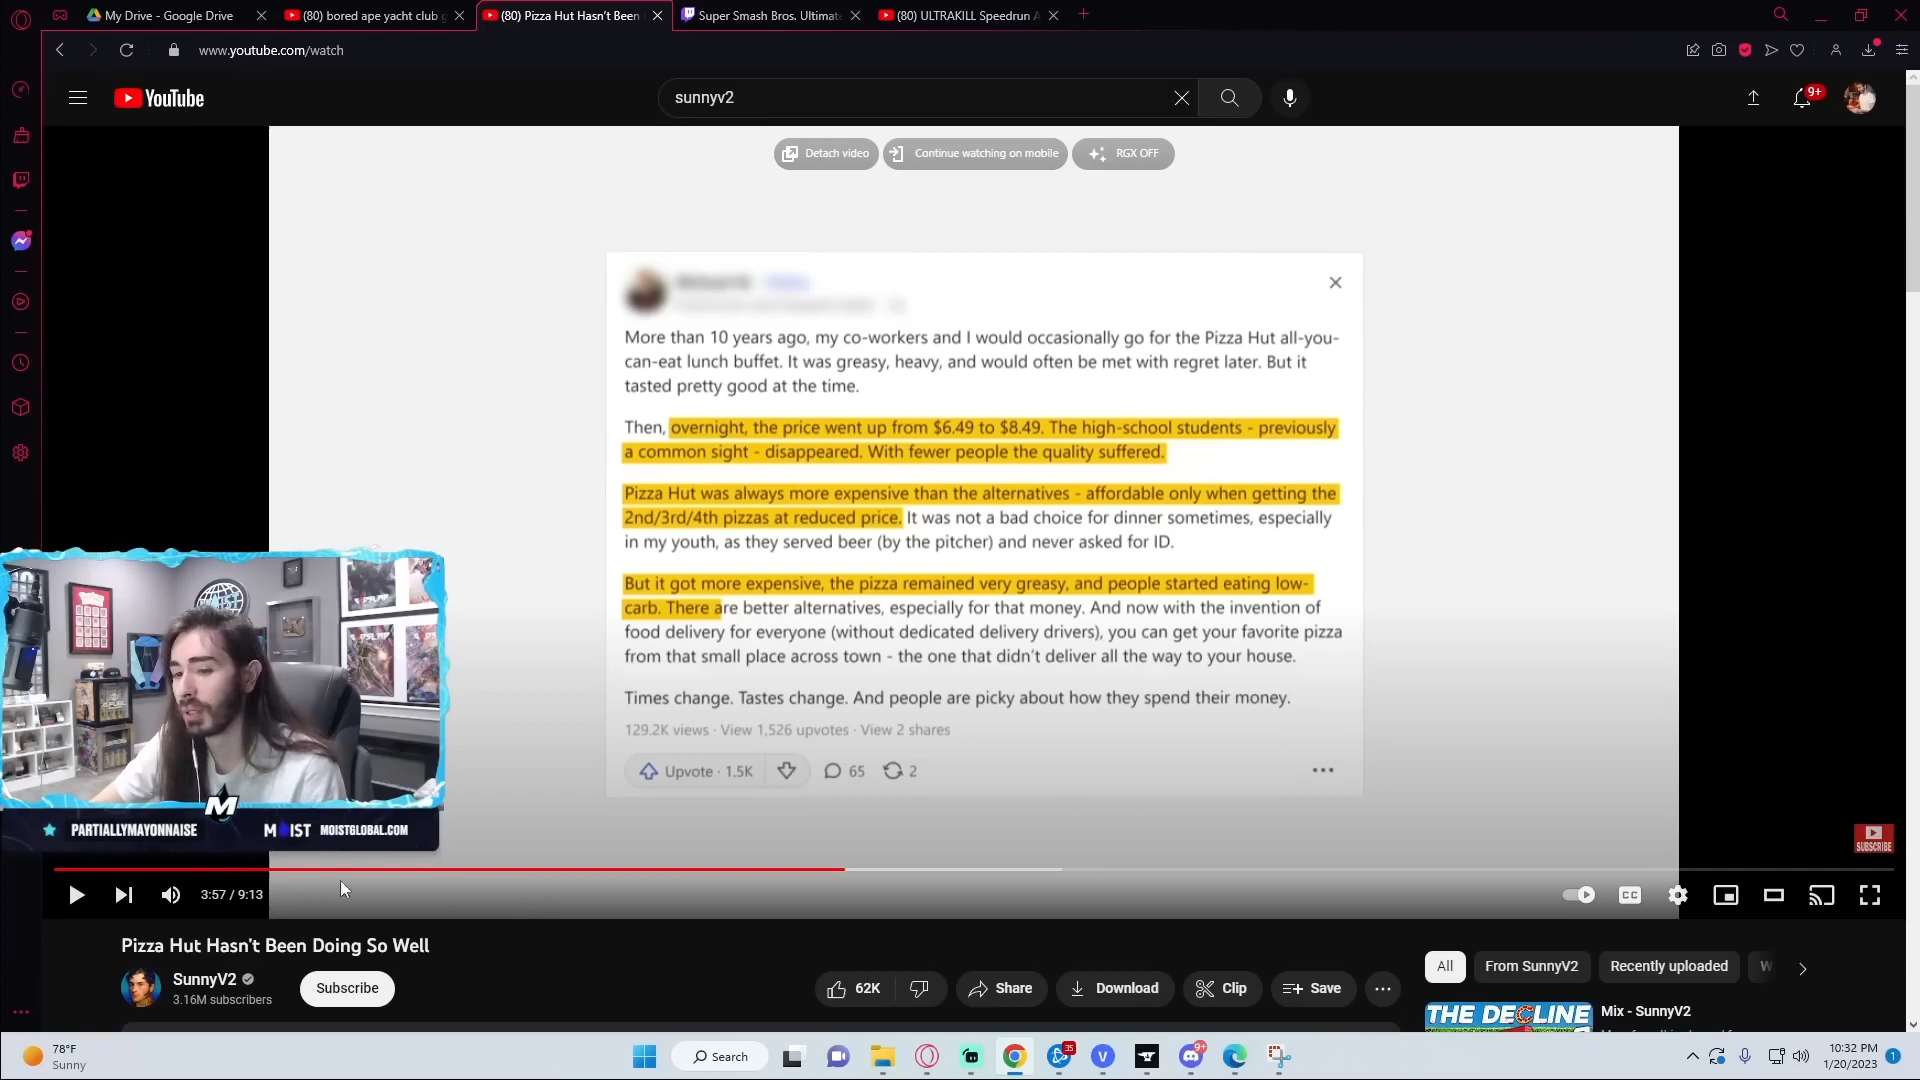 My Drive - Google Drive
(80) bored ape yacht club
(80) Pizza Hut Hasn't Been
Super Smash Bros. Ultimat
(80) ULTRAKILL Speedrun
www.youtube.com/watch
YouTube
sunnyv2
9+
Detach video
Continue watching on mobile
RGX OFF
More than 10 years ago, my co-workers and I would occasionally go for the Pizza Hut all-you-
can-eat lunch buffet. It was greasy, heavy, and would often be met with regret later. But it
tasted pretty good at the time.
Then, overnight, the price went up from $6.49 to $8.49. The high-school students - previously
a common sight - disappeared. With fewer people the quality suffered.
Pizza Hut was always more expensive than the alternatives - affordable only when getting the
2nd/3rd/4th pizzas at reduced price. It was not a bad choice for dinner sometimes, especially
in my youth, as they served beer (by the pitcher) and never asked for ID.
But it got more expensive, the pizza remained very greasy, and people started eating low-
carb. There are better alternatives, especially for that money. And now with the invention of
food delivery for everyone (without dedicated delivery drivers), you can get your favorite pizza
from that small place across town - the one that didn't deliver all the way to your house.
Times change. Tastes change. And people are picky about how they spend their money.
129.2K views · View 1,526 upvotes · View 2 shares
Upvote · 1.5K
65
2
M
PARTIALLYMAYONNAISE
MOIST
MOISTGLOBAL.COM
SUBSCRIBE
3:57 / 9:13
CC
Pizza Hut Hasn't Been Doing So Well
SunnyV2
3.16M subscribers
Subscribe
62K
Share
Download
Clip
Save
All
From SunnyV2
Recently uploaded
W
THE DECLINE
Mix - SunnyV2
78°F
Sunny
Search
35
V
9+
10:32 PM
1/20/2023
1